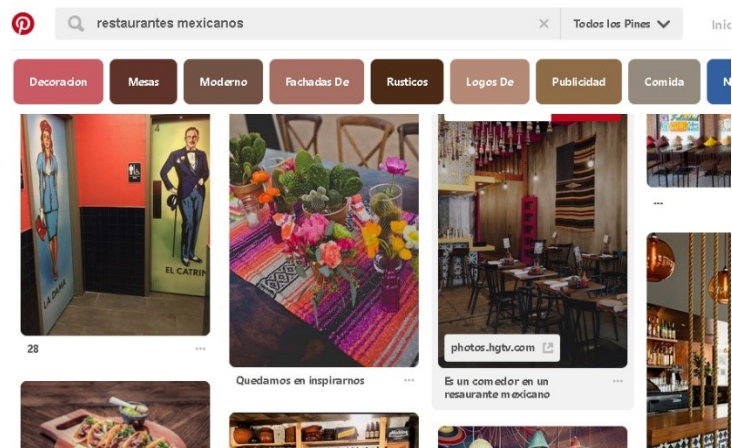 restaurantes mexicanos
Todos los Pines
Inic
Decoracion
Mesas
Moderno
Fachadas De
Rusticos
Logos De
Publicidad
Comida
N
4
LA DAMA
EL CATRIN
28
...
Quedamos en inspirarnos
...
photos.hgtv.com
Es un comedor en un
resaurante mexicano
...
...